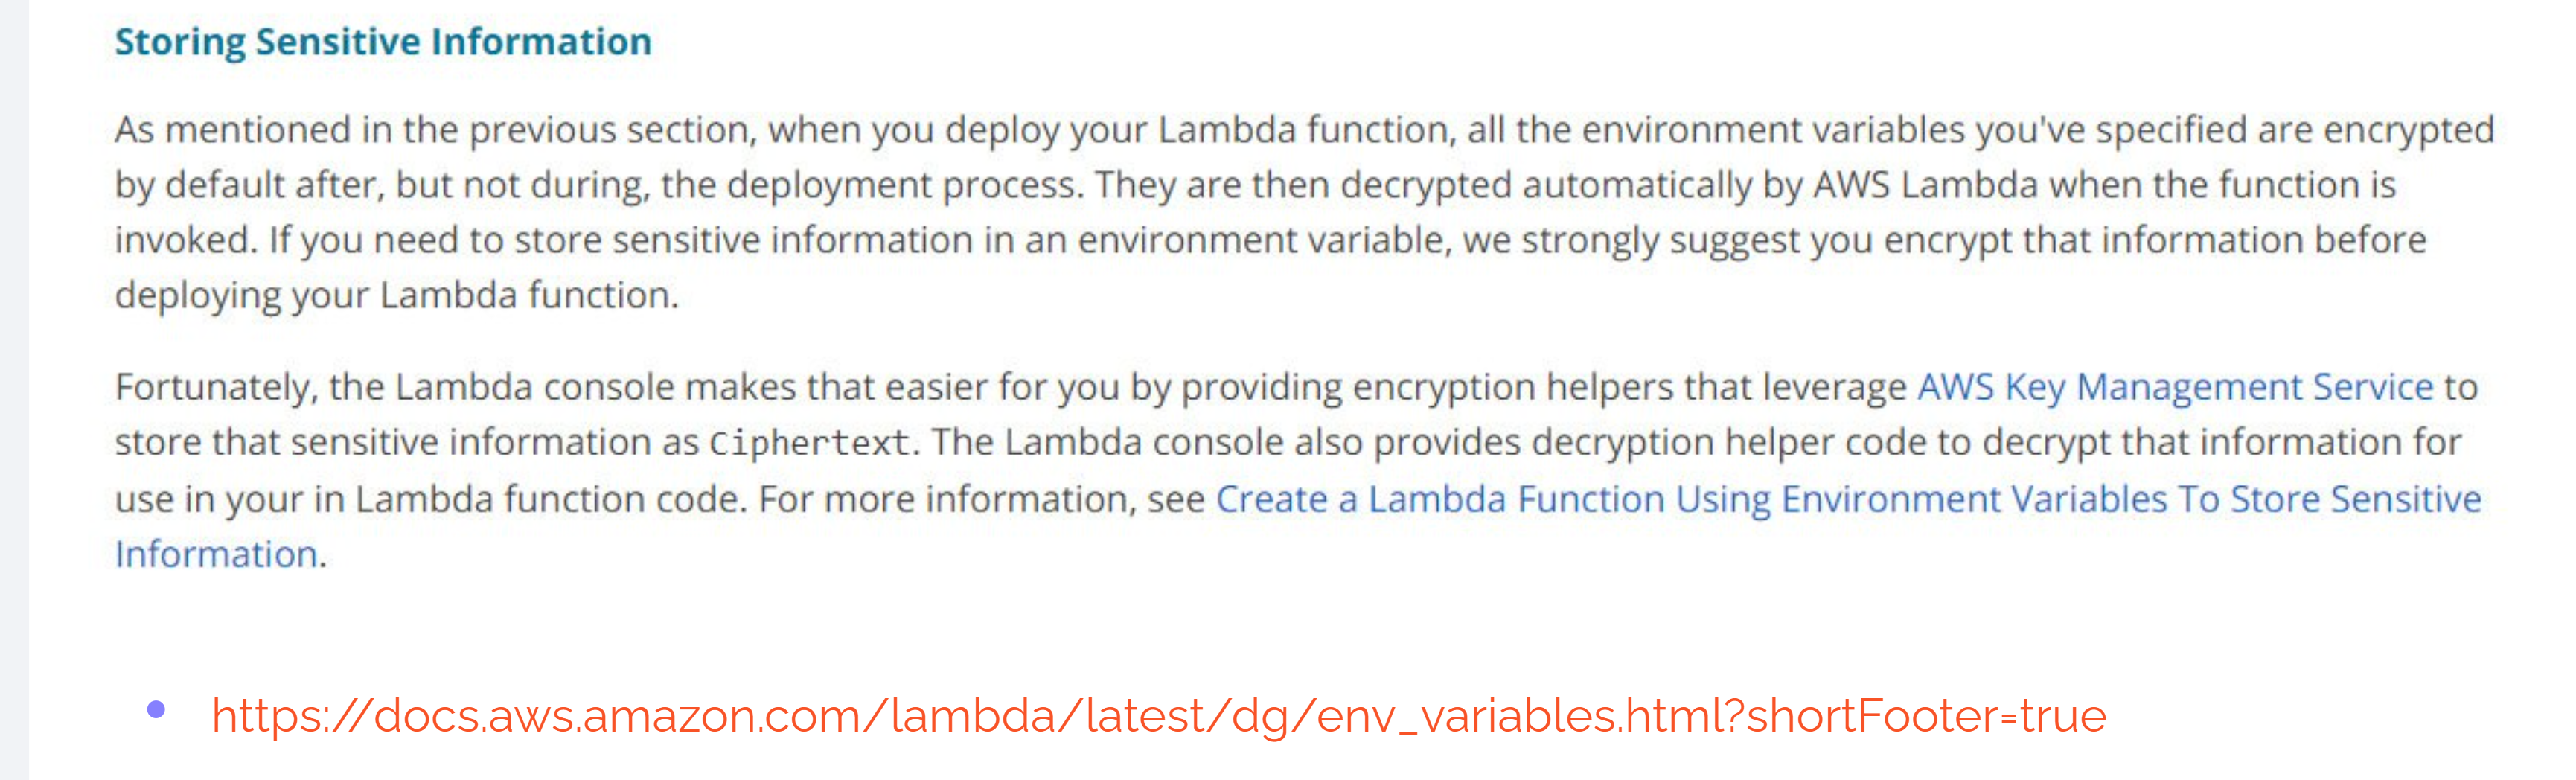 Storing Sensitive Information
As mentioned in the previous section, when you deploy your Lambda function, all the environment variables you've specified are encrypted
by default after, but not during, the deployment process. They are then decrypted automatically by AWS Lambda when the function is
invoked. If you need to store sensitive information in an environment variable, we strongly suggest you encrypt that information before
deploying your Lambda function.
Fortunately, the Lambda console makes that easier for you by providing encryption helpers that leverage AWS Key Management Service to
store that sensitive information as Ciphertext. The Lambda console also provides decryption helper code to decrypt that information for
use in your in Lambda function code. For more information, see Create a Lambda Function Using Environment Variables To Store Sensitive
Information.
• https://docs.aws.amazon.com/lambda/latest/dg/env_variables.html?shortFooter=true